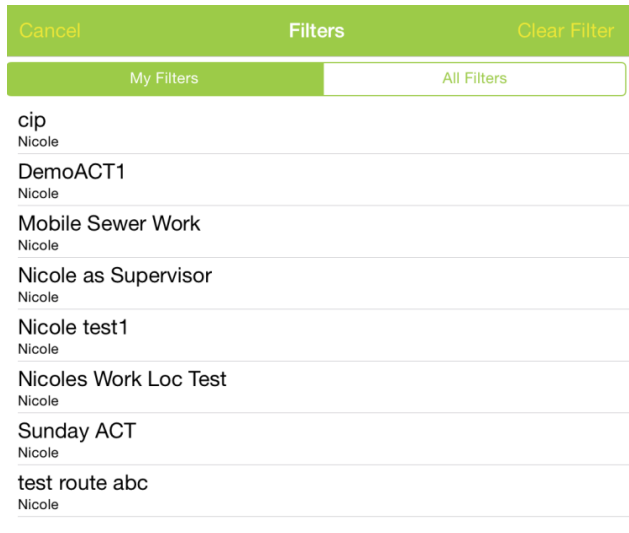 Cancel Filters Clear Filter
My Filters All Filters
cip
Nicole
DemoACT1
Nicole
Mobile Sewer Work
Nicole
Nicole as Supervisor
Nicole
Nicole test1
Nicole
Nicoles Work Loc Test
Nicole
Sunday ACT
Nicole
test route abc
Nicole